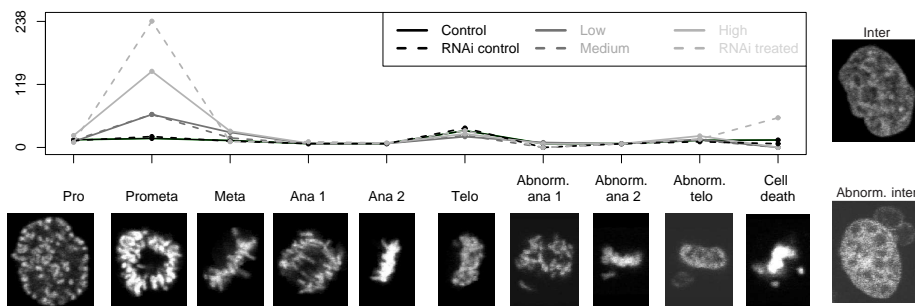 238
119
0
Control
RNAi control
Low
Medium
High
RNAi treated
Inter
Pro
Prometa
Meta
Ana 1
Ana 2
Telo
Abnorm.
ana 1
Abnorm.
ana 2
Abnorm.
telo
Cell
death
Abnorm. inter